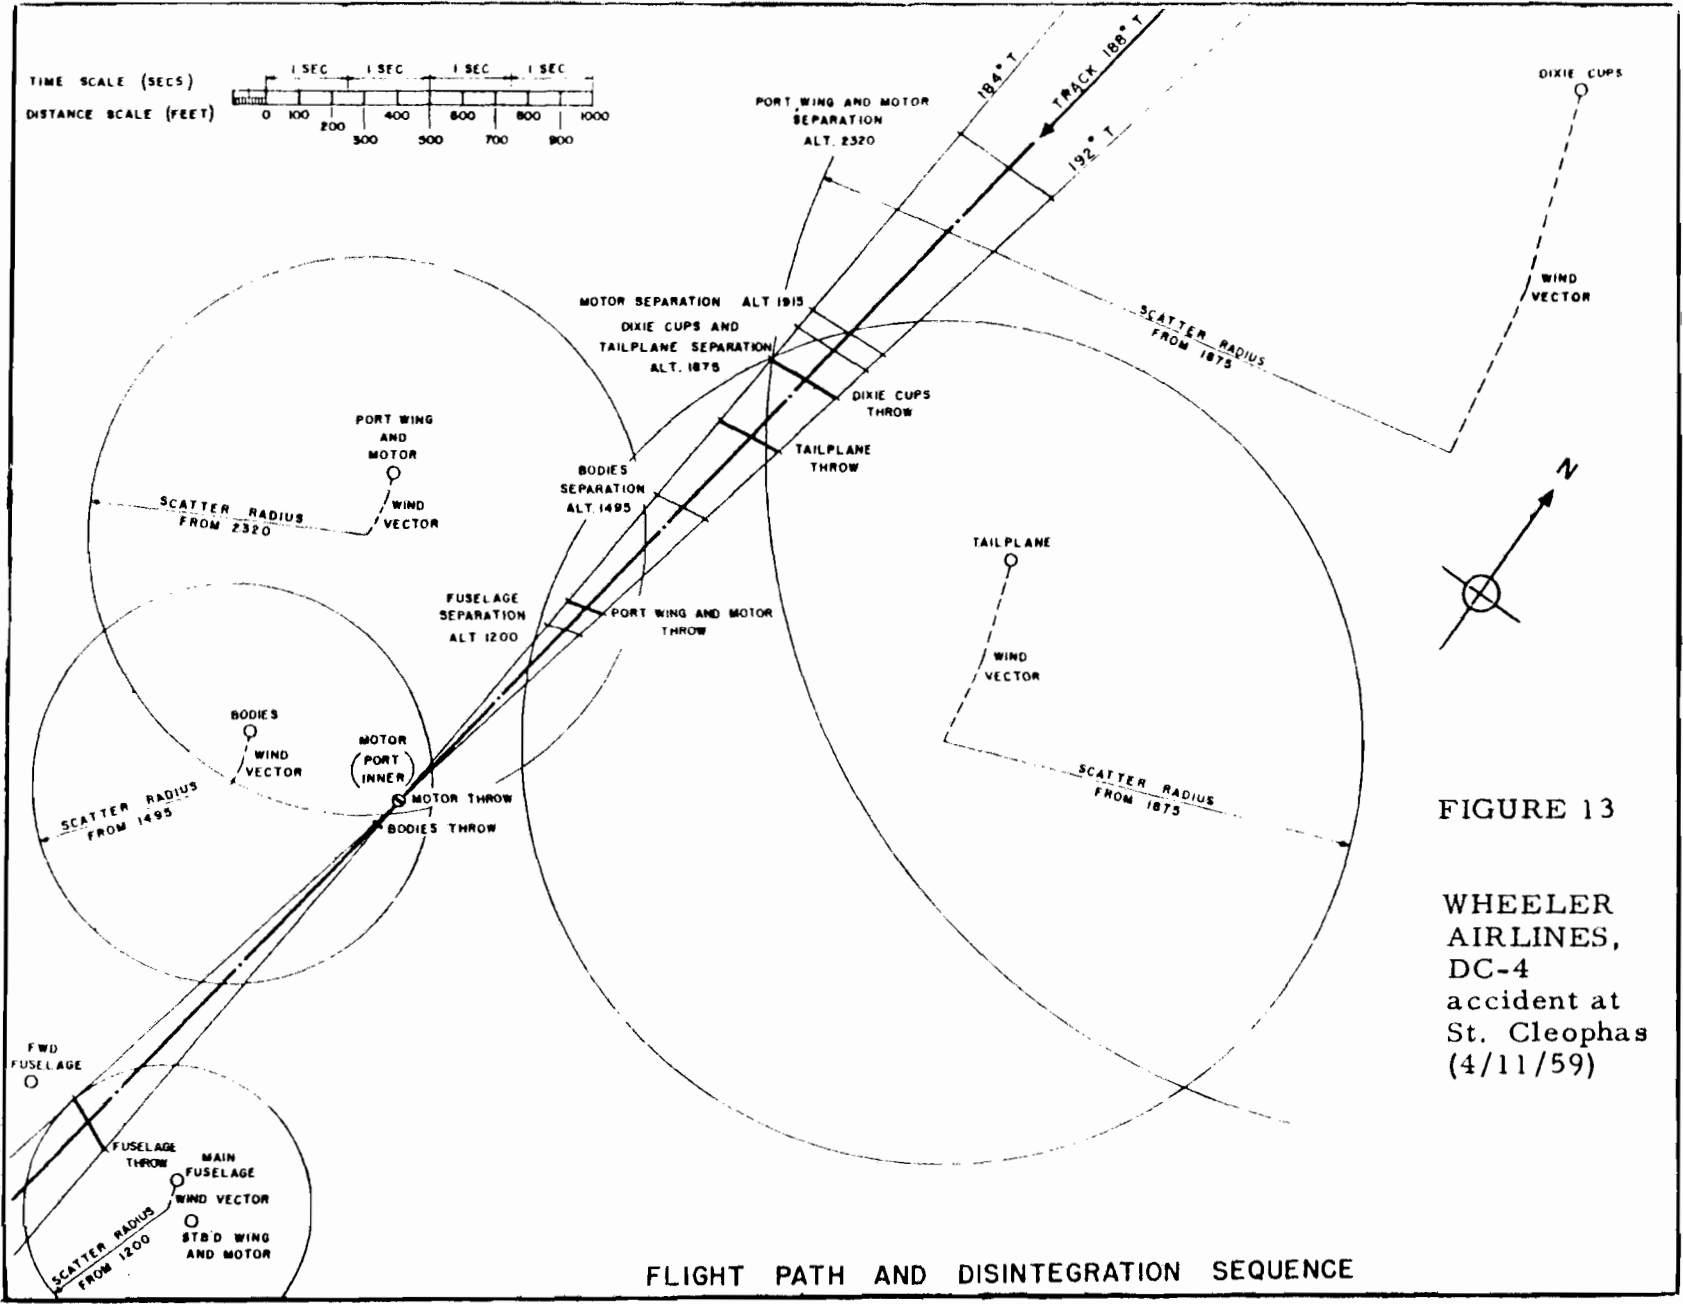 TIME SCALE (SECS)
1 SEC 1 SEC 1 SEC 1 SEC
DISTANCE SCALE (FEET)
0 100 200 300 400 500 600 700 800 900 1000
184° T
TRACK 188° T
192° T
DIXIE CUPS
WIND
VECTOR
PORT WING AND MOTOR
SEPARATION
ALT. 2320
MOTOR SEPARATION ALT 1915
DIXIE CUPS AND
TAILPLANE SEPARATION
ALT. 1875
SCATTER RADIUS
FROM 1875
DIXIE CUPS
THROW
TAILPLANE
THROW
PORT WING
AND
MOTOR
WIND
VECTOR
SCATTER RADIUS
FROM 2320
BODIES
SEPARATION
ALT. 1495
N
TAILPLANE
WIND
VECTOR
SCATTER RADIUS
FROM 1875
FUSELAGE
SEPARATION
ALT 1200
PORT WING AND MOTOR
THROW
BODIES
WIND
VECTOR
SCATTER RADIUS
FROM 1495
MOTOR
(PORT
INNER)
MOTOR THROW
BODIES THROW
FWD
FUSELAGE
FUSELAGE
THROW
MAIN
FUSELAGE
WIND VECTOR
STB'D WING
AND MOTOR
SCATTER RADIUS
FROM 1200
FIGURE 13
WHEELER
AIRLINES,
DC-4
accident at
St. Cleophas
(4/11/59)
FLIGHT PATH AND DISINTEGRATION SEQUENCE